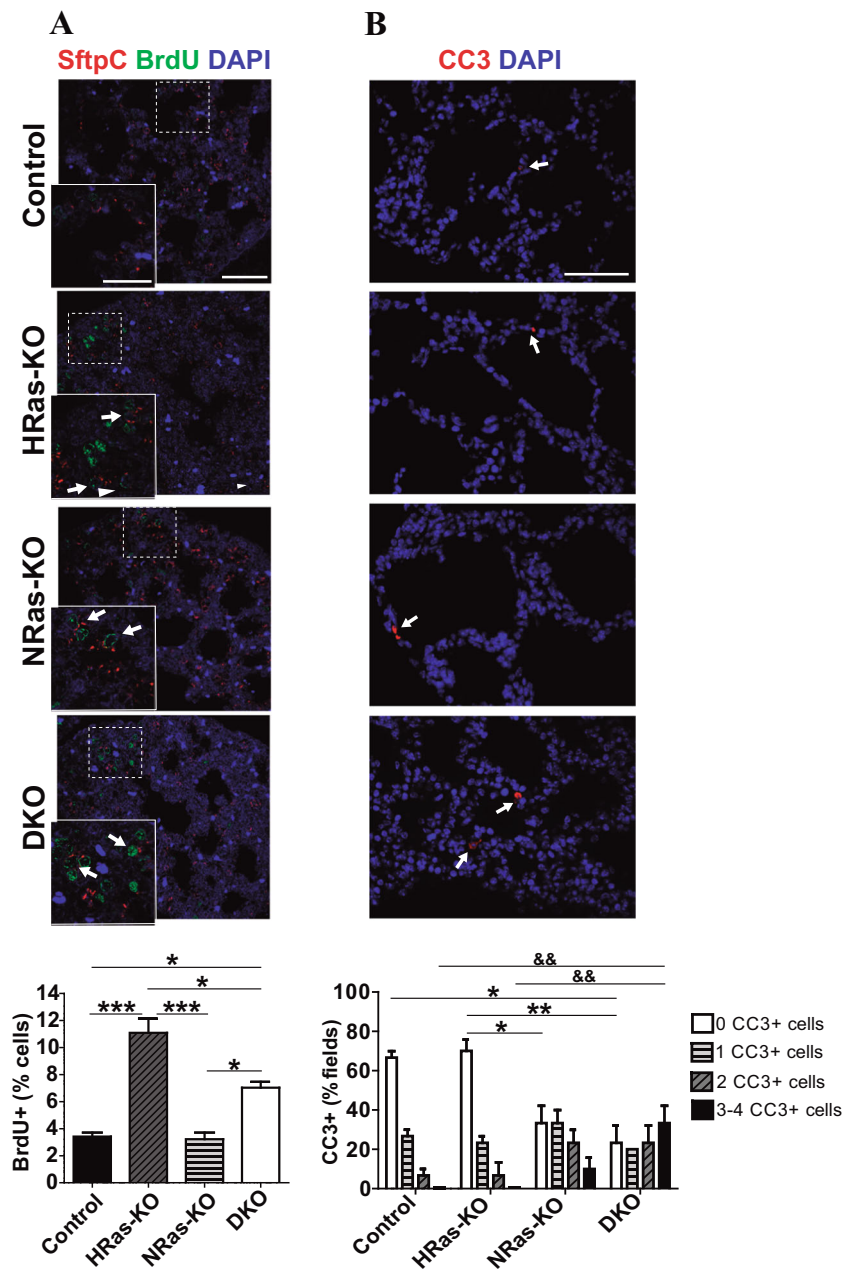 A
B
SftpC BrdU DAPI
CC3 DAPI
Control
HRas-KO
NRas-KO
DKO
*
*
*** ***
*
BrdU+ (% cells)
14
12
10
8
6
4
2
0
Control
HRas-KO
NRas-KO
DKO
&&
&&
*
**
*
CC3+ (% fields)
100
80
60
40
20
0
Control
HRas-KO
NRas-KO
DKO
0 CC3+ cells
1 CC3+ cells
2 CC3+ cells
3-4 CC3+ cells